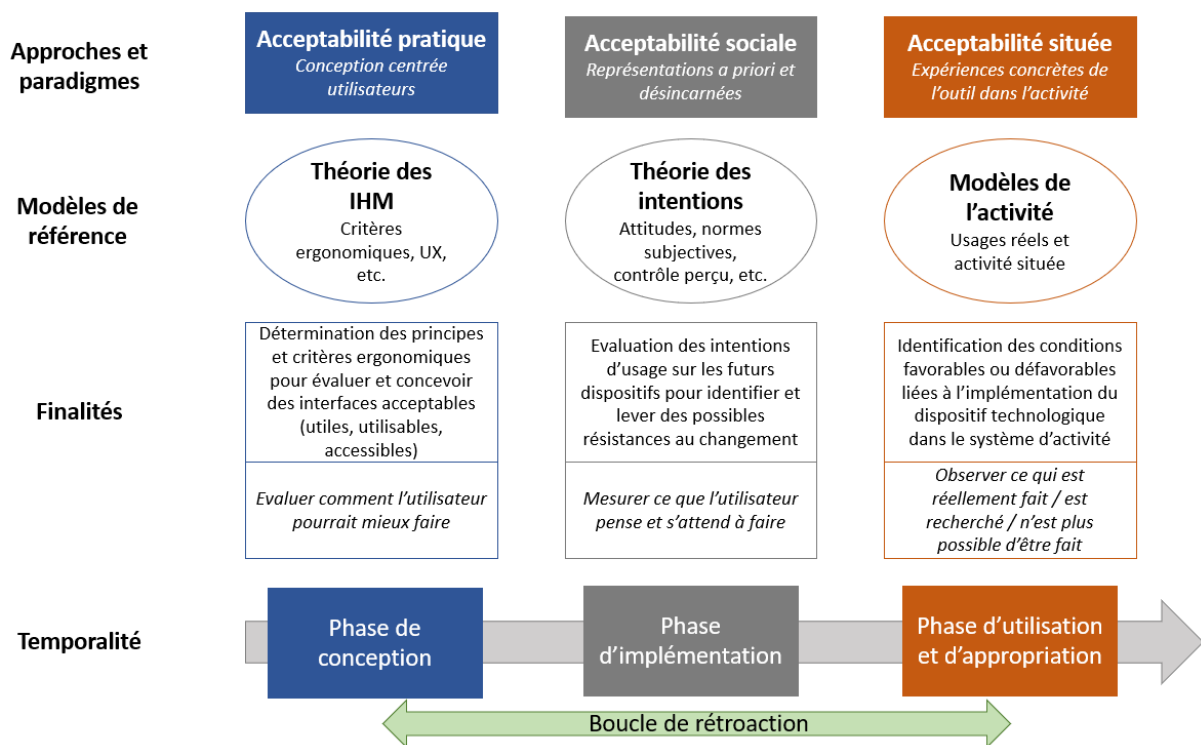 Approches et
paradigmes
Acceptabilité pratique
Conception centrée
utilisateurs
Acceptabilité sociale
Représentations a priori et
désincarnées
Acceptabilité située
Expériences concrètes de
l'outil dans l'activité
Modèles de
référence
Théorie des
IHM
Critères
ergonomiques, UX,
etc.
Théorie des
intentions
Attitudes, normes
subjectives,
contrôle perçu, etc.
Modèles de
l'activité
Usages réels et
activité située
Finalités
Détermination des principes
et critères ergonomiques
pour évaluer et concevoir
des interfaces acceptables
(utiles, utilisables,
accessibles)
Evaluation des intentions
d'usage sur les futurs
dispositifs pour identifier et
lever des possibles
résistances au changement
Identification des conditions
favorables ou défavorables
liées à l'implémentation du
dispositif technologique
dans le système d'activité
Evaluer comment l'utilisateur
pourrait mieux faire
Mesurer ce que l'utilisateur
pense et s'attend à faire
Observer ce qui est
réellement fait / est
recherché / n'est plus
possible d'être fait
Temporalité
Phase de
conception
Phase
d'implémentation
Phase d'utilisation
et d'appropriation
Boucle de rétroaction